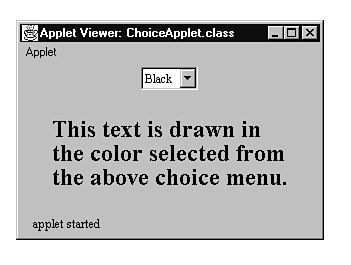 Applet Viewer: ChoiceApplet.class
Applet
Black
This text is drawn in
the color selected from
the above choice menu.
applet started